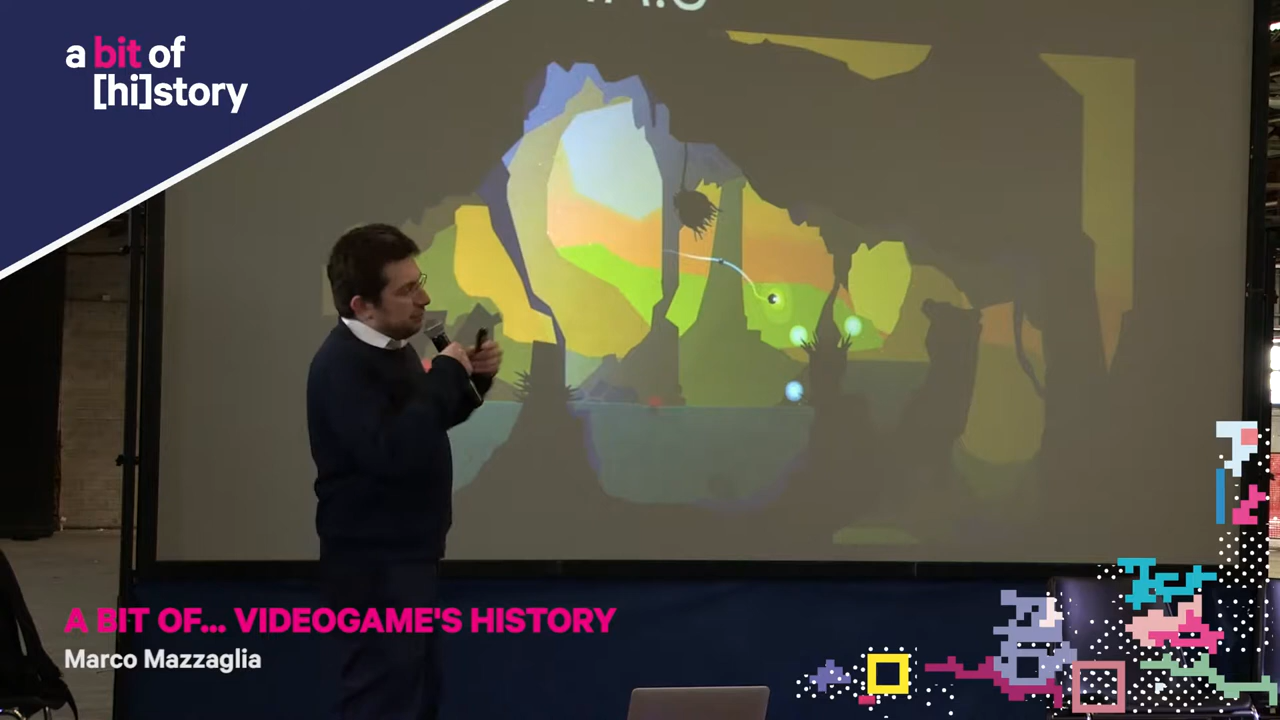 a bit of
[hi]story
A BIT OF... VIDEOGAME'S HISTORY
Marco Mazzaglia